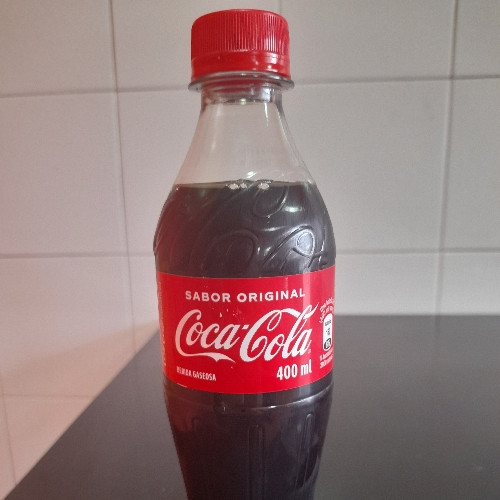 SABOR ORIGINAL
Coca-Cola
400 ml
BEBIDA GASEOSA